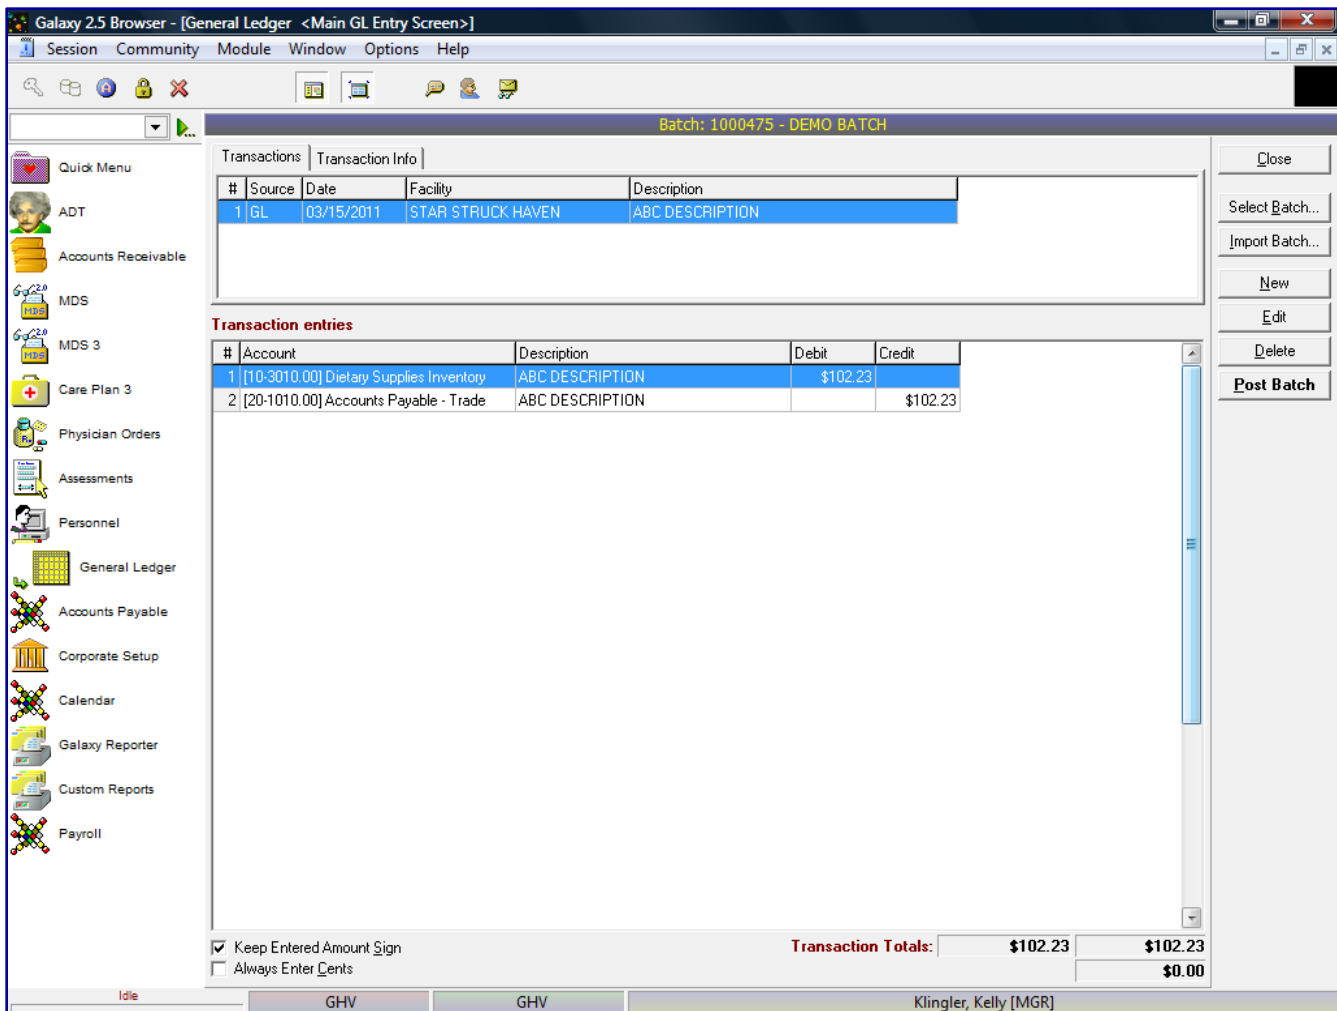 Galaxy 2.5 Browser - [General Ledger <Main GL Entry Screen>]
Session Community Module Window Options Help
Batch: 1000475 - DEMO BATCH
Quick Menu
ADT
Accounts Receivable
MDS
MDS 3
Care Plan 3
Physician Orders
Assessments
Personnel
General Ledger
Accounts Payable
Corporate Setup
Calendar
Galaxy Reporter
Custom Reports
Payroll
Transactions Transaction Info
# Source Date Facility Description
1 GL 03/15/2011 STAR STRUCK HAVEN ABC DESCRIPTION
Transaction entries
# Account Description Debit Credit
1 [10-3010.00] Dietary Supplies Inventory ABC DESCRIPTION $102.23
2 [20-1010.00] Accounts Payable - Trade ABC DESCRIPTION $102.23
Keep Entered Amount Sign Transaction Totals: $102.23 $102.23
Always Enter Cents $0.00
Close
Select Batch...
Import Batch...
New
Edit
Delete
Post Batch
Idle GHV GHV Klingler, Kelly [MGR]